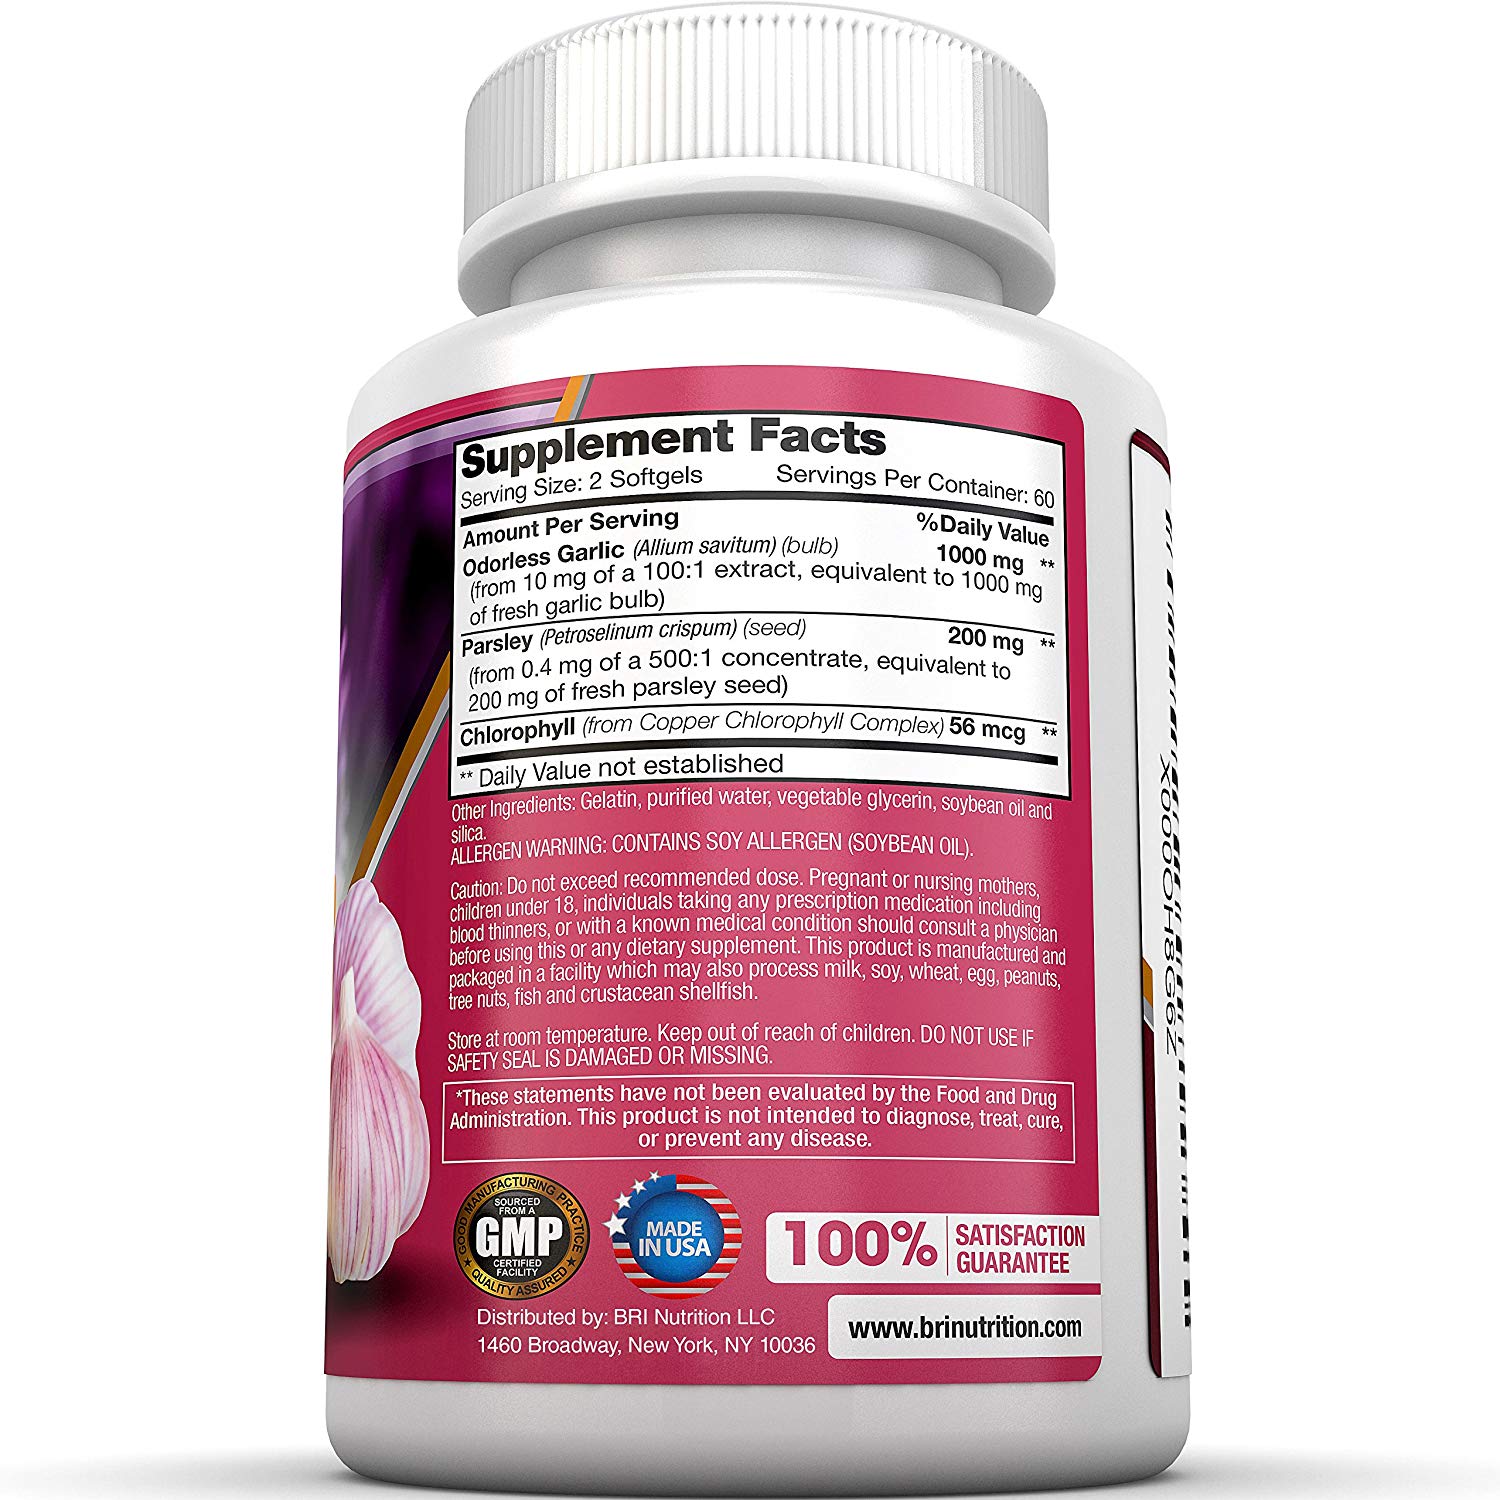 Supplement Facts
Serving Size: 2 Softgels Servings Per Container: 60
Amount Per Serving %Daily Value
Odorless Garlic (Allium savitum) (bulb) 1000 mg **
(from 10 mg of a 100:1 extract, equivalent to 1000 mg
of fresh garlic bulb)
Parsley (Petroselinum crispum) (seed) 200 mg **
(from 0.4 mg of a 500:1 concentrate, equivalent to
200 mg of fresh parsley seed)
Chlorophyll (from Copper Chlorophyll Complex) 56 mcg **
** Daily Value not established
Other Ingredients: Gelatin, purified water, vegetable glycerin, soybean oil and
silica.
ALLERGEN WARNING: CONTAINS SOY ALLERGEN (SOYBEAN OIL).
Caution: Do not exceed recommended dose. Pregnant or nursing mothers,
children under 18, individuals taking any prescription medication including
blood thinners, or with a known medical condition should consult a physician
before using this or any dietary supplement. This product is manufactured and
packaged in a facility which may also process milk, soy, wheat, egg, peanuts,
tree nuts, fish and crustacean shellfish.
Store at room temperature. Keep out of reach of children. DO NOT USE IF
SAFETY SEAL IS DAMAGED OR MISSING.
*These statements have not been evaluated by the Food and Drug
Administration. This product is not intended to diagnose, treat, cure,
or prevent any disease.
GOOD MANUFACTURING PRACTICE
SOURCED
FROM A
GMP
CERTIFIED
FACILITY
QUALITY ASSURED
MADE
IN USA
100% SATISFACTION
GUARANTEE
Distributed by: BRI Nutrition LLC
1460 Broadway, New York, NY 10036
www.brinutrition.com
X000OH8G6Z